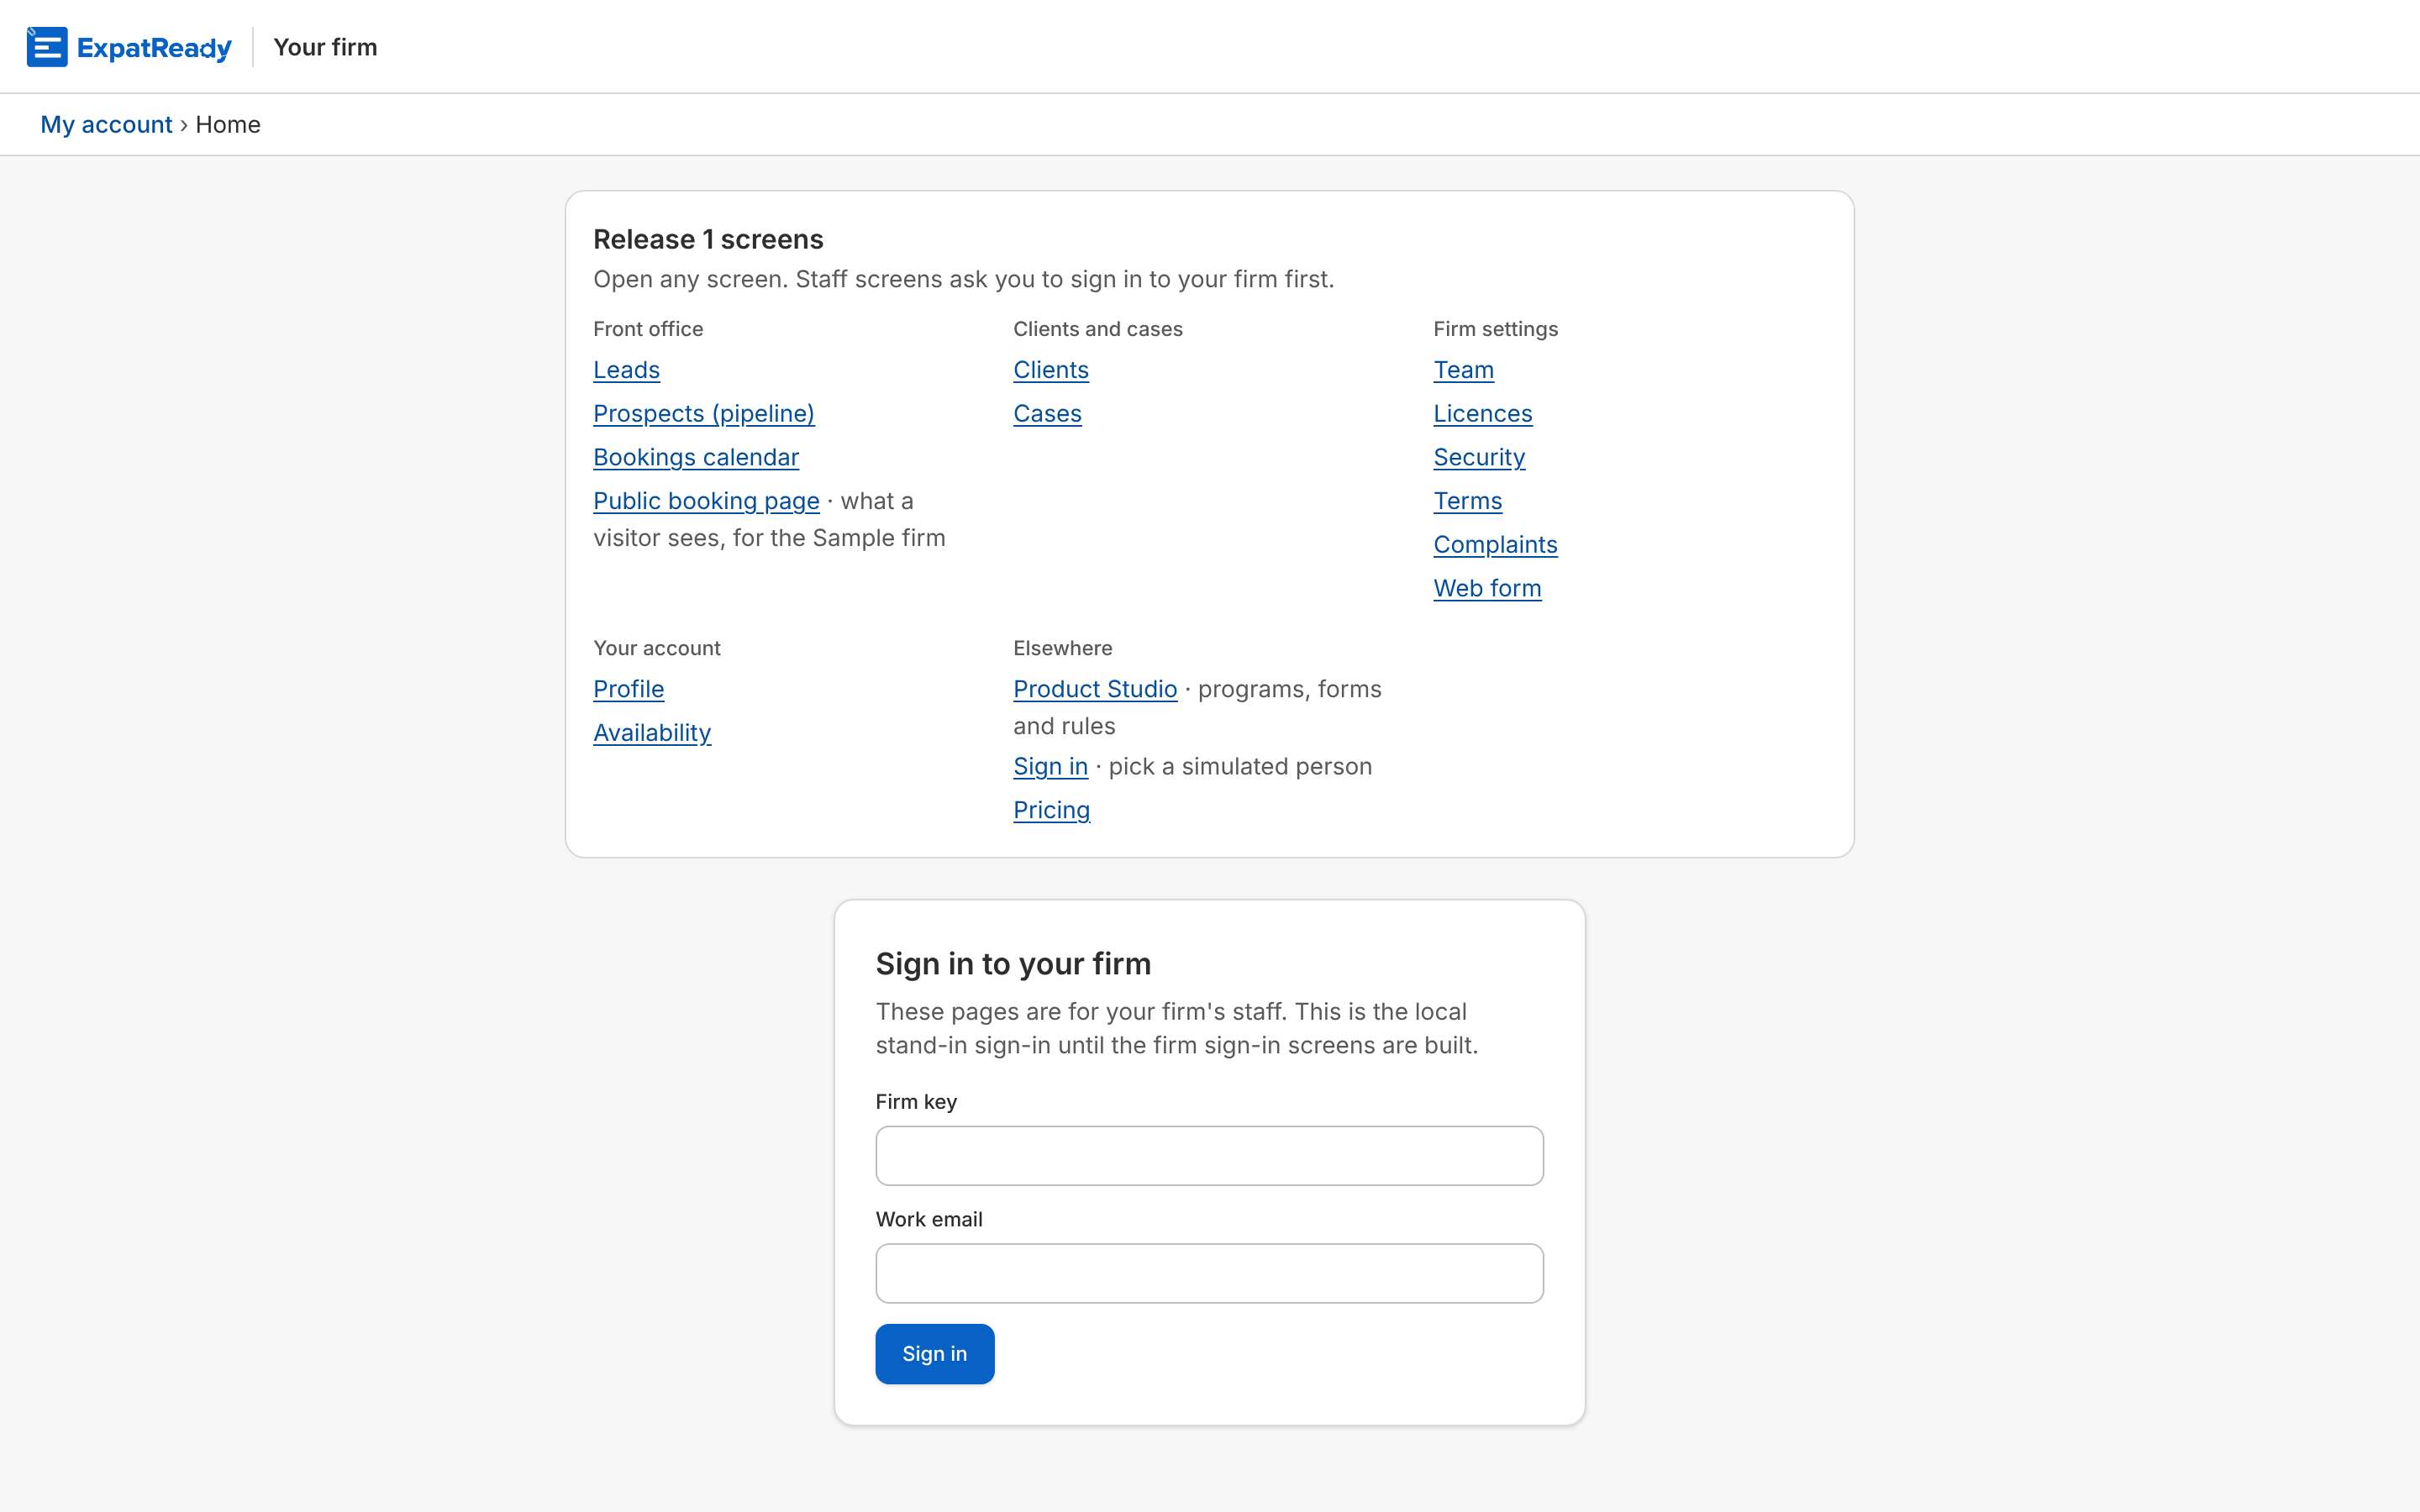 ExpatReady
Your firm
My account › Home
Release 1 screens
Open any screen. Staff screens ask you to sign in to your firm first.
Front office
Leads
Prospects (pipeline)
Bookings calendar
Public booking page · what a
visitor sees, for the Sample firm
Clients and cases
Clients
Cases
Firm settings
Team
Licences
Security
Terms
Complaints
Web form
Your account
Profile
Availability
Elsewhere
Product Studio · programs, forms
and rules
Sign in · pick a simulated person
Pricing
Sign in to your firm
These pages are for your firm's staff. This is the local
stand-in sign-in until the firm sign-in screens are built.
Firm key
Work email
Sign in